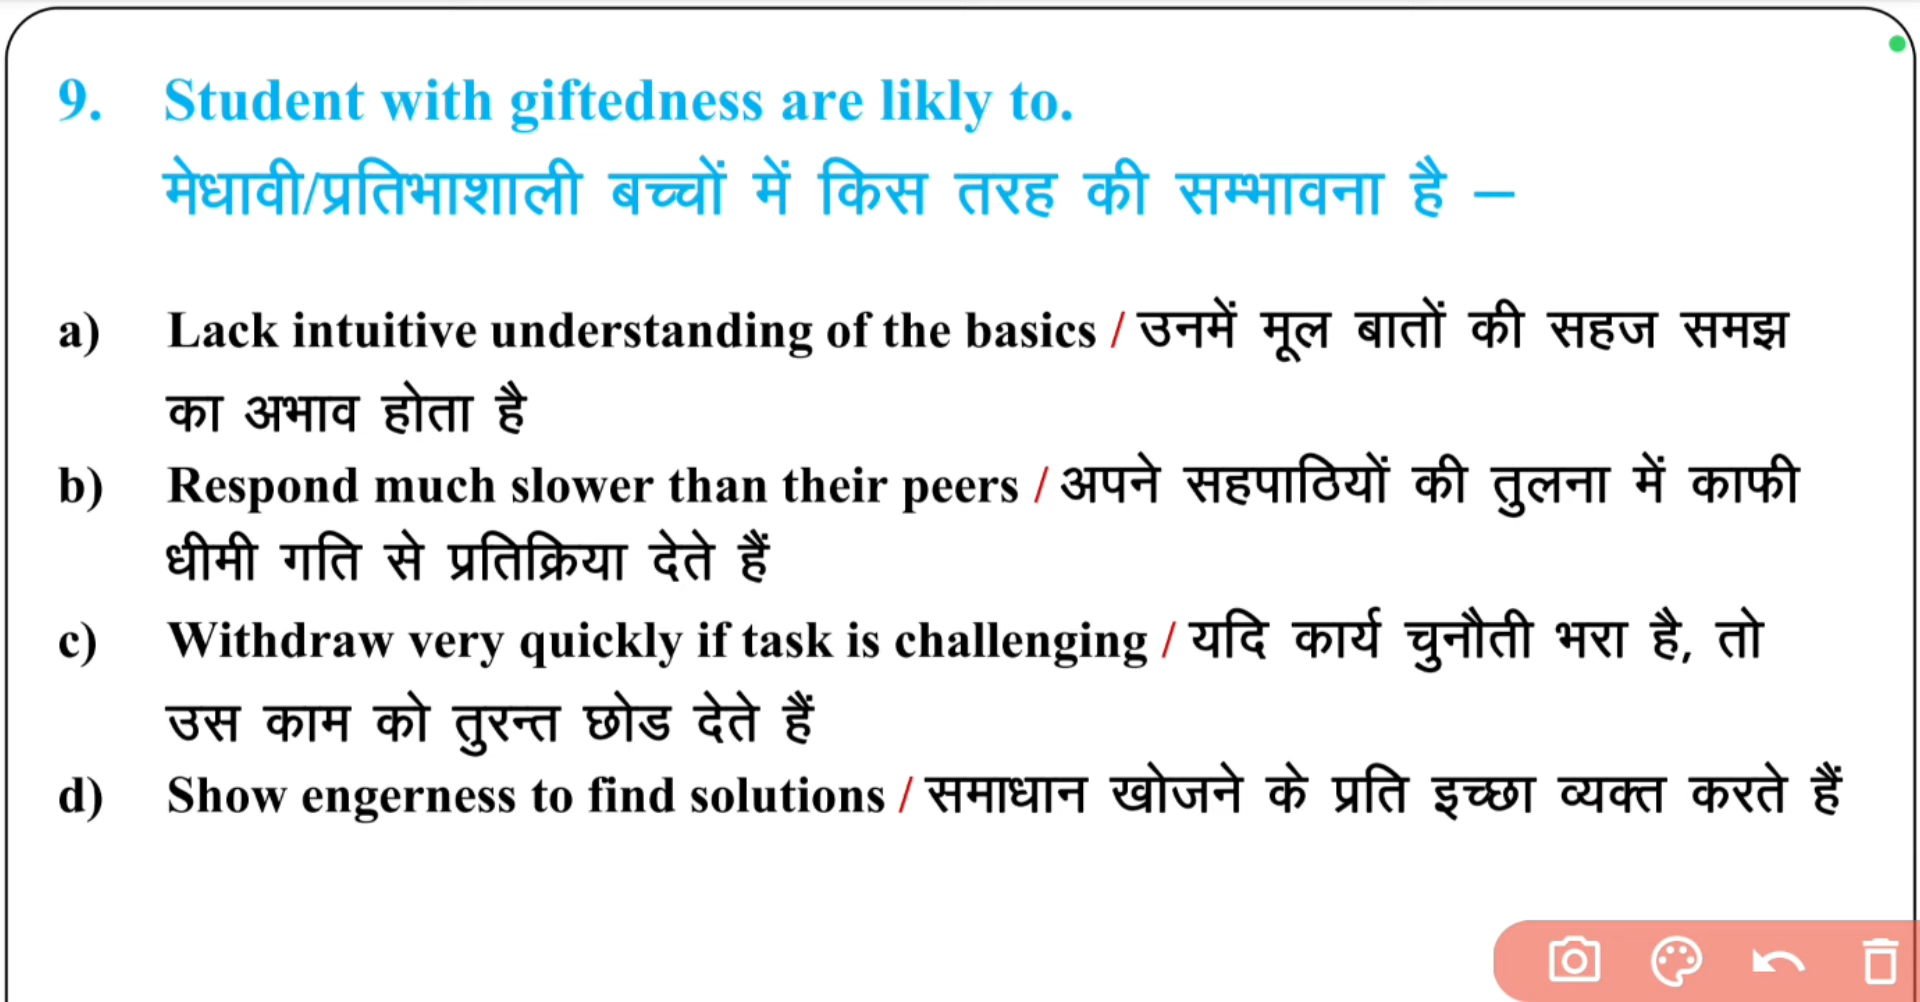 9. Student with giftedness are likly to.
मेधावी/प्रतिभाशाली बच्चों में किस तरह की सम्भावना है –
a) Lack intuitive understanding of the basics / उनमें मूल बातों की सहज समझ
का अभाव होता है
b) Respond much slower than their peers / अपने सहपाठियों की तुलना में काफी
धीमी गति से प्रतिक्रिया देते हैं
c) Withdraw very quickly if task is challenging / यदि कार्य चुनौती भरा है, तो
उस काम को तुरन्त छोड देते हैं
d) Show engerness to find solutions / समाधान खोजने के प्रति इच्छा व्यक्त करते हैं